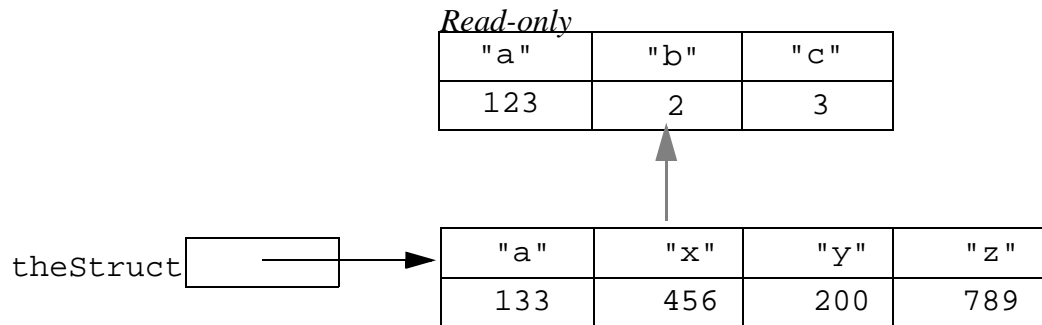 Read-only
"a" "b" "c"
123 2 3
theStruct
"a" "x" "y" "z"
133 456 200 789